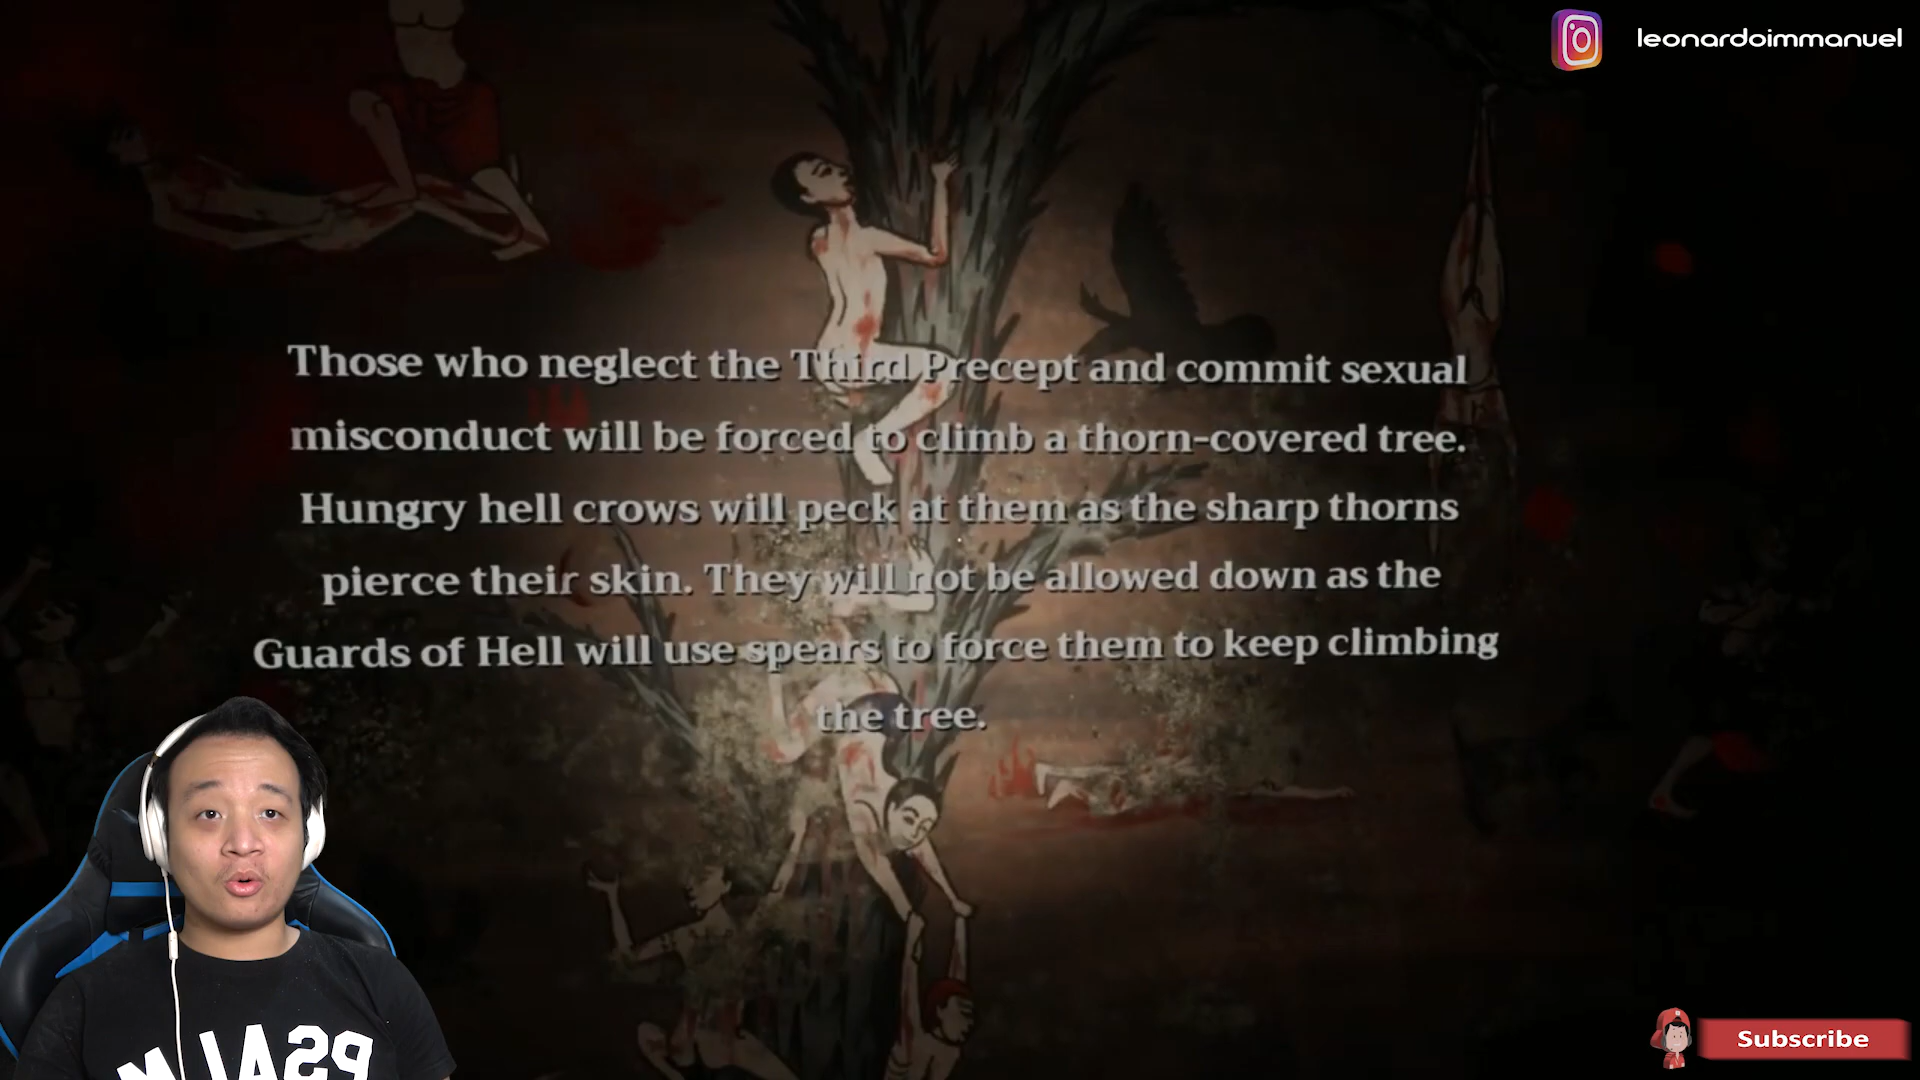 leonardoimmanuel
Those who neglect the Third Precept and commit sexual
misconduct will be forced to climb a thorn-covered tree.
Hungry hell crows will peck at them as the sharp thorns
pierce their skin. They will not be allowed down as the
Guards of Hell will use spears to force them to keep climbing
the tree.
PSALM
Subscribe